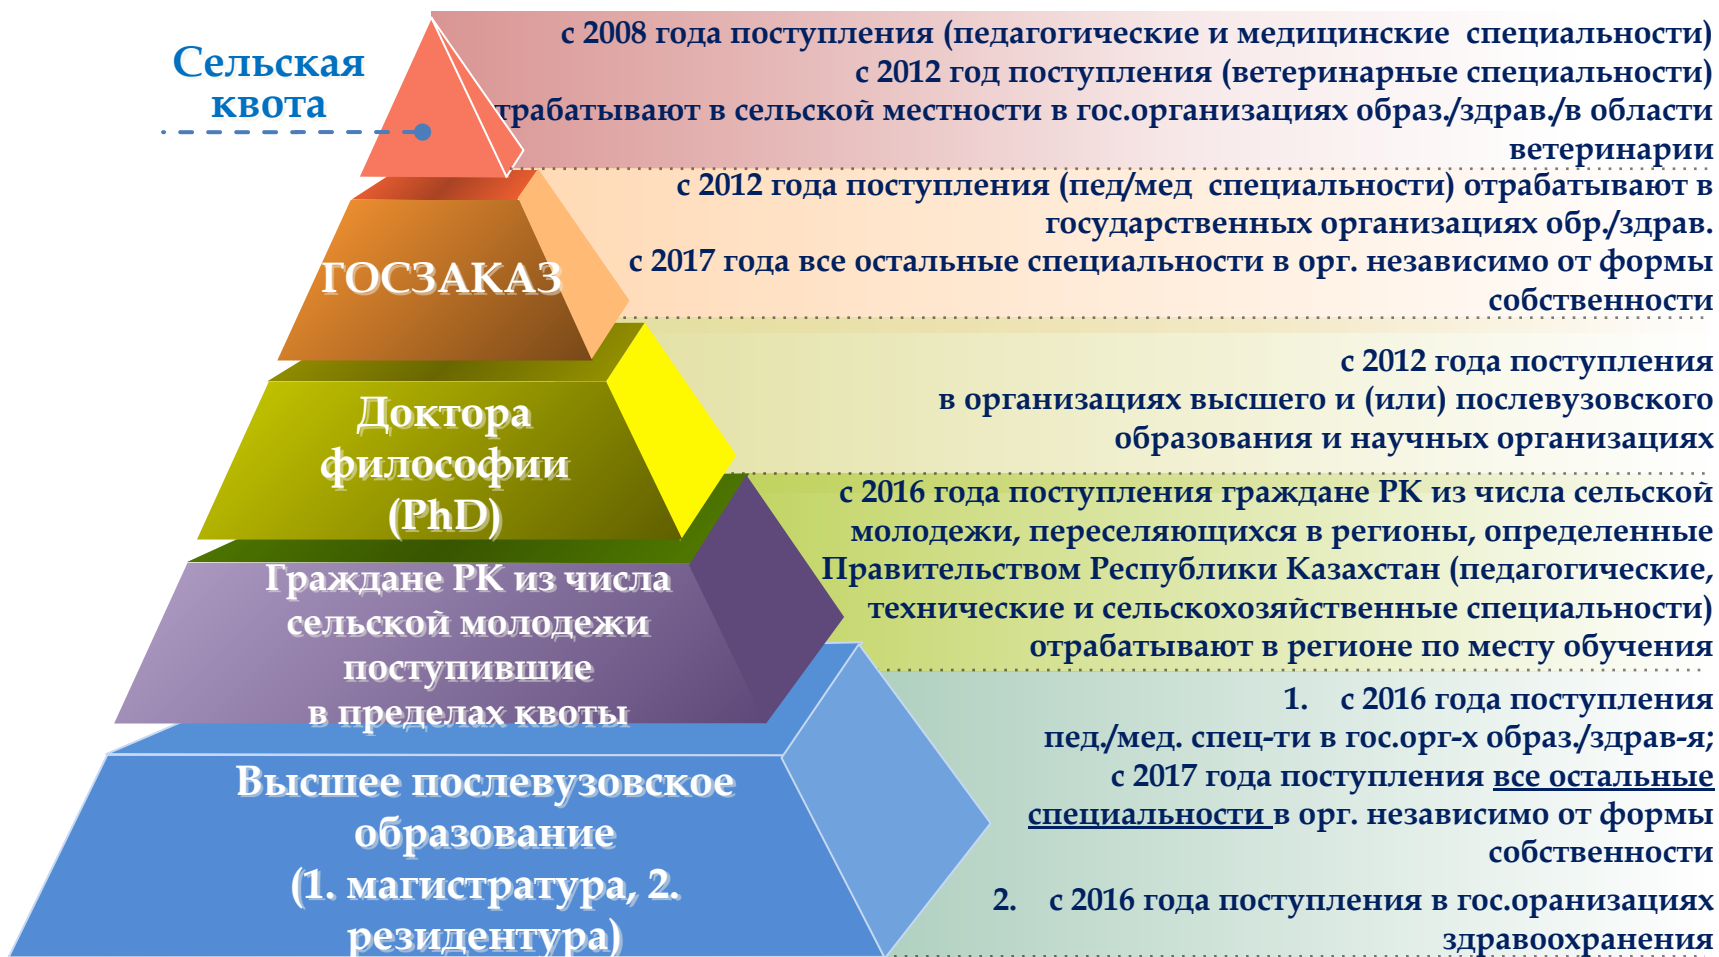 Сельская
квота
с 2008 года поступления (педагогические и медицинские специальности)
с 2012 год поступления (ветеринарные специальности)
трабатывают в сельской местности в гос.организациях образ./здрав./в области
ветеринарии
ГОСЗАКАЗ
с 2012 года поступления (пед/мед специальности) отрабатывают в
государственных организациях обр./здрав.
с 2017 года все остальные специальности в орг. независимо от формы
собственности
Доктора
философии
(PhD)
с 2012 года поступления
в организациях высшего и (или) послевузовского
образования и научных организациях
Граждане РК из числа
сельской молодежи
поступившие
в пределах квоты
с 2016 года поступления граждане РК из числа сельской
молодежи, переселяющихся в регионы, определенные
Правительством Республики Казахстан (педагогические,
технические и сельскохозяйственные специальности)
отрабатывают в регионе по месту обучения
Высшее послевузовское
образование
(1. магистратура, 2.
резидентура)
1. с 2016 года поступления
пед./мед. спец-ти в гос.орг-х образ./здрав-я;
с 2017 года поступления все остальные
специальности в орг. независимо от формы
собственности
2. с 2016 года поступления в гос.оранизациях
здравоохранения